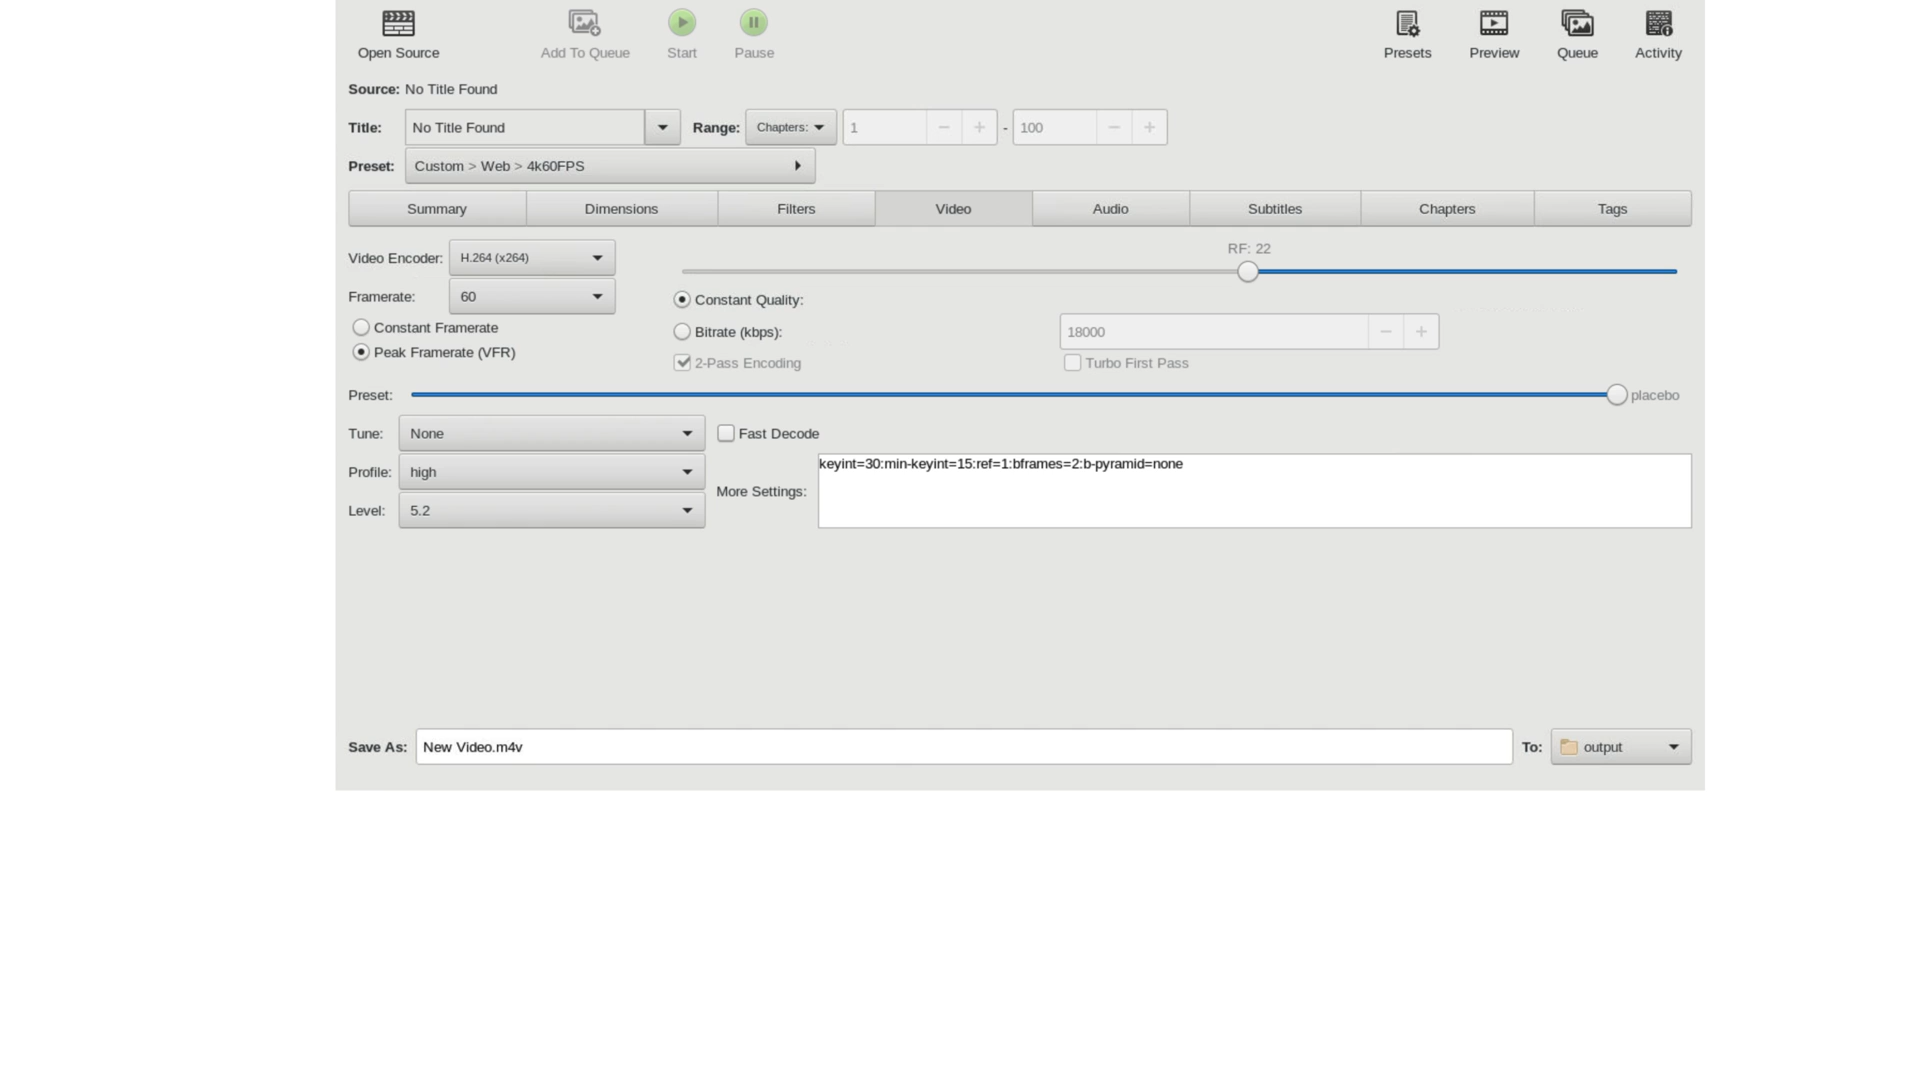 Open Source Add To Queue Start Pause Presets Preview Queue Activity
Source: No Title Found
Title: No Title Found Range: Chapters: 1 - 100
Preset: Custom > Web > 4k60FPS
Summary Dimensions Filters Video Audio Subtitles Chapters Tags
RF: 22
Video Encoder: H.264 (x264)
Framerate: 60 Constant Quality:
Constant Framerate Bitrate (kbps): 18000
Peak Framerate (VFR) 2-Pass Encoding Turbo First Pass
Preset: placebo
Tune: None Fast Decode
Profile: high keyint=30:min-keyint=15:ref=1:bframes=2:b-pyramid=none
More Settings:
Level: 5.2
Save As: New Video.m4v To: output